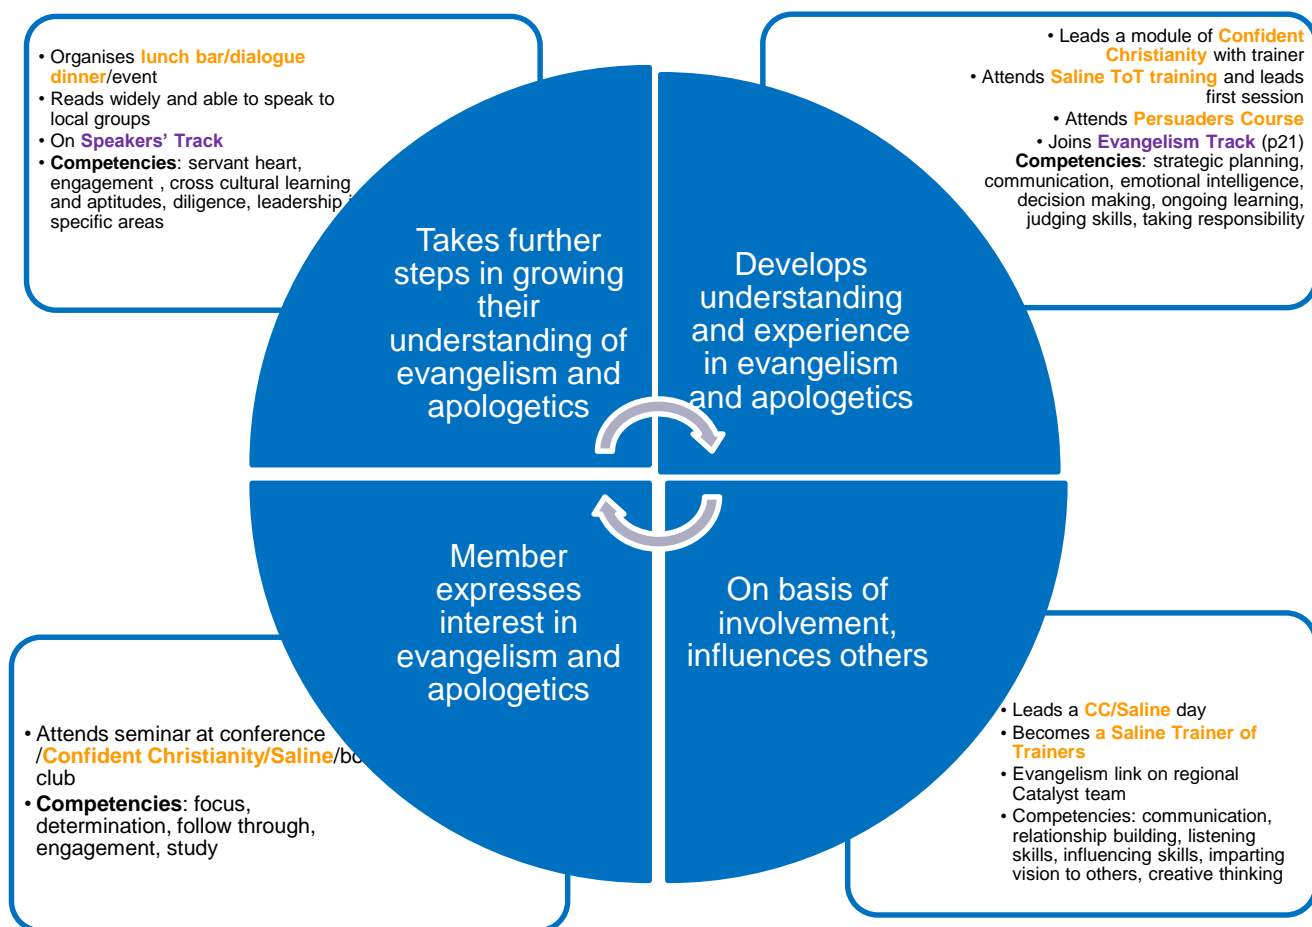 • Organises lunch bar/dialogue
dinner/event
• Reads widely and able to speak to
local groups
• On Speakers' Track
• Competencies: servant heart,
engagement , cross cultural learning
and aptitudes, diligence, leadership
specific areas
• Leads a module of Confident
Christianity with trainer
• Attends Saline ToT training and leads
first session
• Attends Persuaders Course
• Joins Evangelism Track (p21)
Competencies: strategic planning,
communication, emotional intelligence,
decision making, ongoing learning,
judging skills, taking responsibility
Takes further
steps in growing
their
understanding of
evangelism and
apologetics
Develops
understanding
and experience
in evangelism
and apologetics
Member
expresses
interest in
evangelism and
apologetics
On basis of
involvement,
influences others
• Attends seminar at conference
/Confident Christianity/Saline/
club
• Competencies: focus,
determination, follow through,
engagement, study
• Leads a CC/Saline day
• Becomes a Saline Trainer of
Trainers
• Evangelism link on regional
Catalyst team
• Competencies: communication,
relationship building, listening
skills, influencing skills, imparting
vision to others, creative thinking